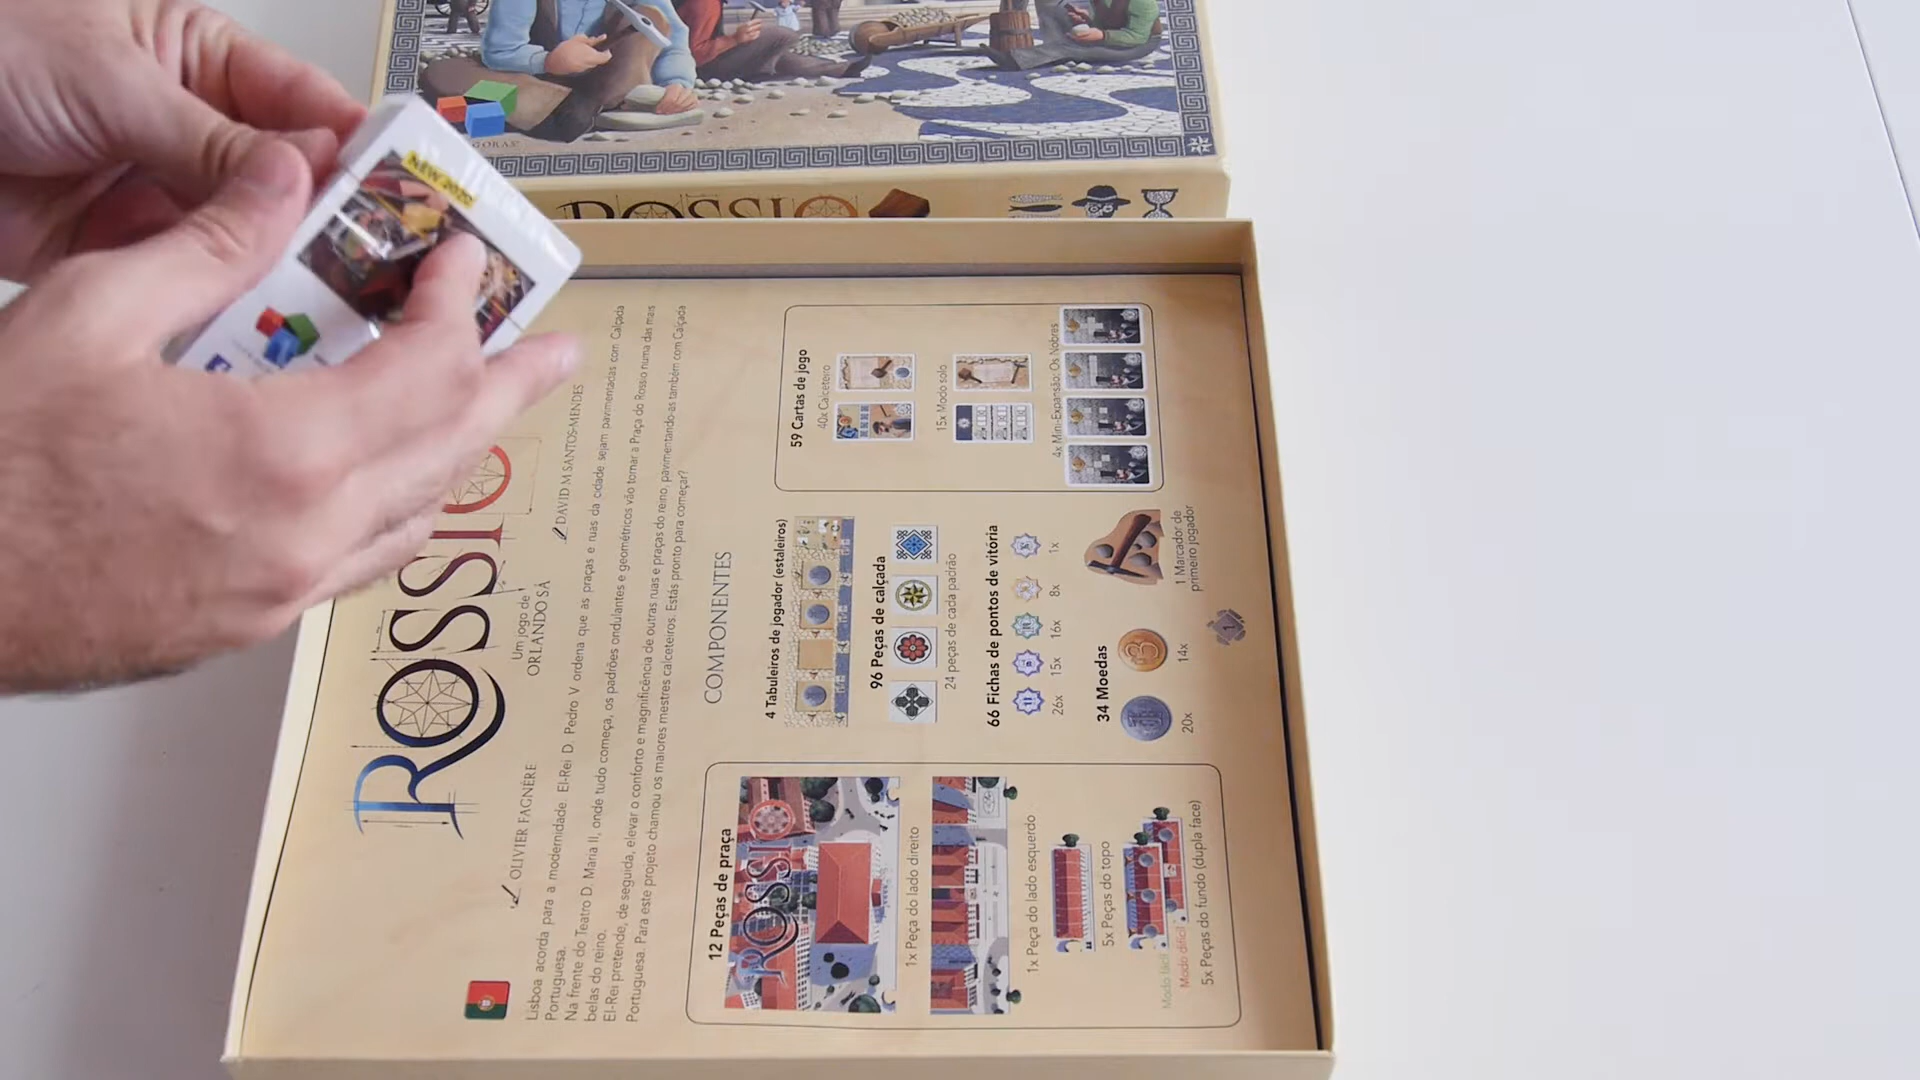 NEW 2020
GORAS
ROSSIO
ROSSIO
Um jogo de
ORLANDO SÁ
OLIVIER FAGNÈRE
DAVID M SANTOS-MENDES
Lisboa acorda para a modernidade. El-Rei D. Pedro V ordena que as praças e ruas da cidade sejam pavimentadas com Calçada
Portuguesa.
Na frente do Teatro D. Maria II, onde tudo começa, os padrões ondulantes e geométricos vão tornar a Praça do Rossio numa das mais
belas do reino.
El-Rei pretende, de seguida, elevar o conforto e magnificência de outras ruas e praças do reino, pavimentando-as também com Calçada
Portuguesa. Para este projeto chamou os maiores mestres calceteiros. Estás pronto para começar?
COMPONENTES
12 Peças de praça
ROSSIO
1x Peça do lado direito
1x Peça do lado esquerdo
5x Peças do topo
Modo fácil
Modo difícil
5x Peças do fundo (dupla face)
4 Tabuleiros de jogador (estaleiros)
96 Peças de calçada
24 peças de cada padrão
66 Fichas de pontos de vitória
26x
15x
16x
8x
1x
34 Moedas
20x
14x
1 Marcador de
primeiro jogador
59 Cartas de jogo
40x Calceteiro
15x Modo solo
4x Mini-Expansão: Os Nobres
1